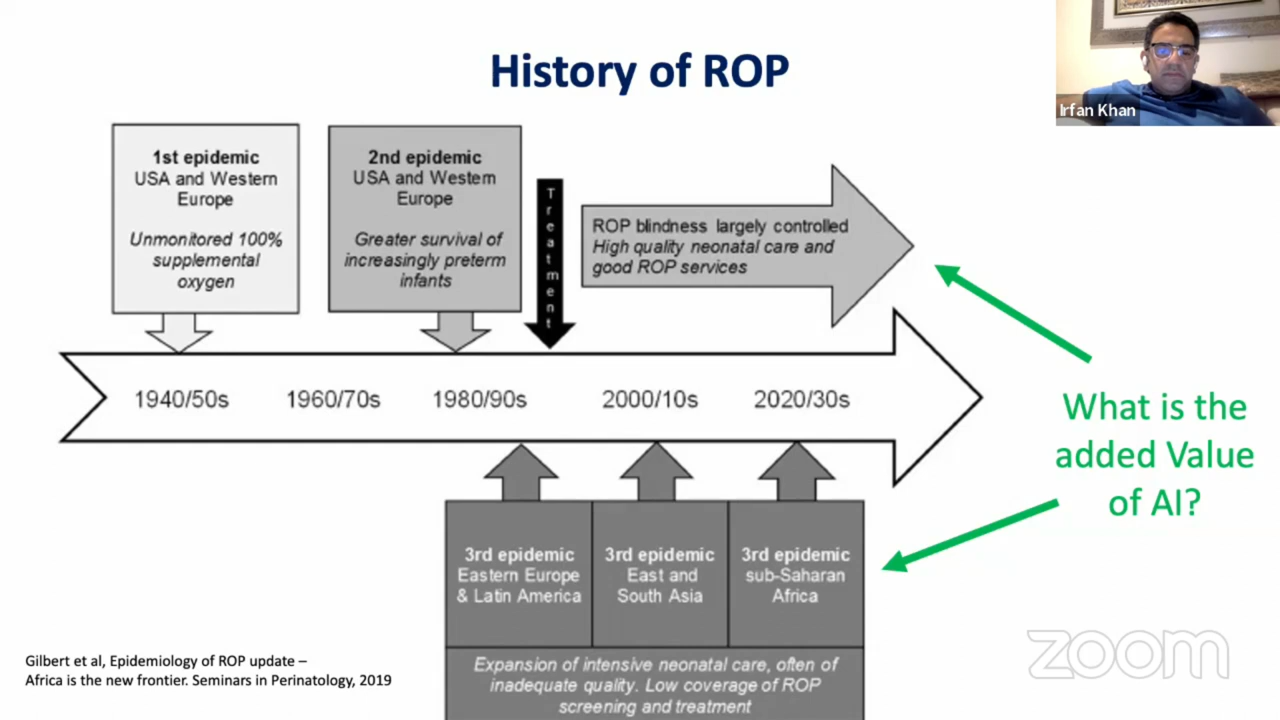 History of ROP
Irfan Khan
1st epidemic
USA and Western
Europe
Unmonitored 100%
supplemental
oxygen
2nd epidemic
USA and Western
Europe
Greater survival of
increasingly preterm
infants
Treatment
ROP blindness largely controlled
High quality neonatal care and
good ROP services
1940/50s
1960/70s
1980/90s
2000/10s
2020/30s
What is the
added Value
of AI?
3rd epidemic
Eastern Europe
& Latin America
3rd epidemic
East and
South Asia
3rd epidemic
sub-Saharan
Africa
Expansion of intensive neonatal care, often of
inadequate quality. Low coverage of ROP
screening and treatment
Gilbert et al, Epidemiology of ROP update –
Africa is the new frontier. Seminars in Perinatology, 2019
zoom